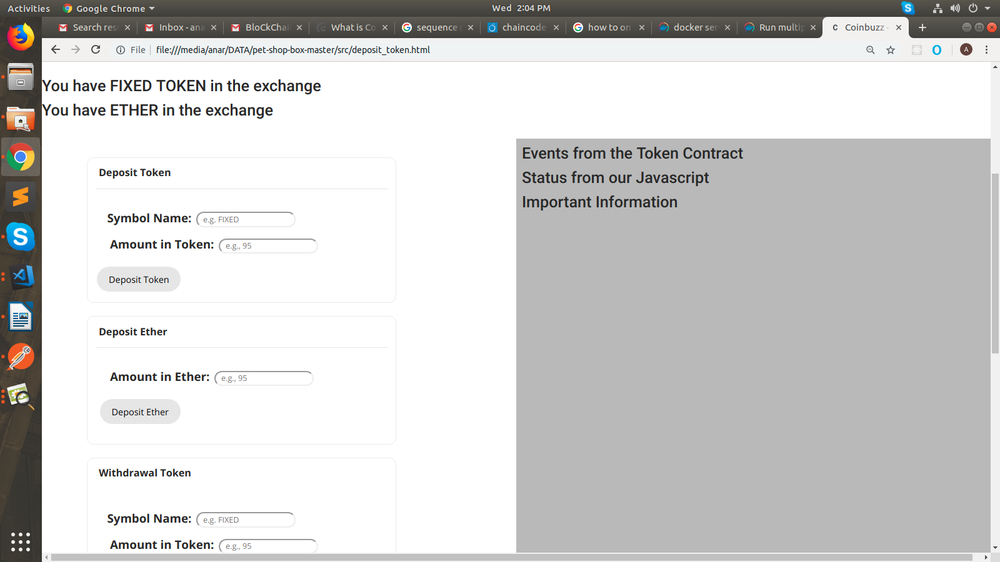 Activities Google Chrome Wed 2:04 PM
Search res Inbox - ana BloCkChai What is Co sequence chaincode how to on docker ser Run multip C Coinbuzz -
File file:///media/anar/DATA/pet-shop-box-master/src/deposit_token.html A
You have FIXED TOKEN in the exchange
You have ETHER in the exchange
Events from the Token Contract
Status from our Javascript
Important Information
Deposit Token
Symbol Name: e.g. FIXED
Amount in Token: e.g., 95
Deposit Token
Deposit Ether
Amount in Ether: e.g., 95
Deposit Ether
Withdrawal Token
Symbol Name: e.g. FIXED
Amount in Token: e.g., 95